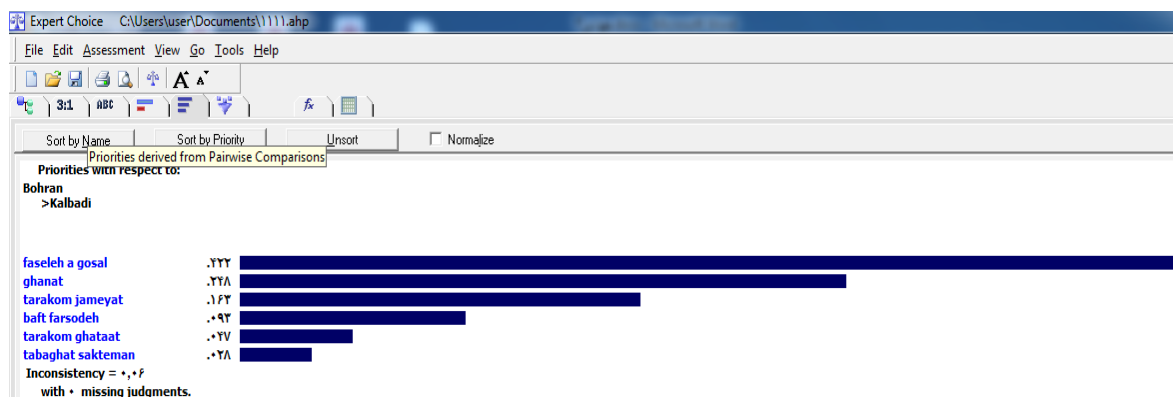 Expert Choice C:\Users\user\Documents\1111.ahp
File Edit Assessment View Go Tools Help
A A
3:1 ABC fx
Sort by Name Sort by Priority Unsort Normalize
Priorities derived from Pairwise Comparisons
Priorities with respect to:
Bohran
>Kalbadi
faseleh a gosal .۴۲۲
ghanat .۲۴۸
tarakom jameyat .۱۶۳
baft farsodeh .۰۹۳
tarakom ghataat .۰۴۷
tabaghat sakteman .۰۲۸
Inconsistency = ۰,۰۶
with ۰ missing judgments.